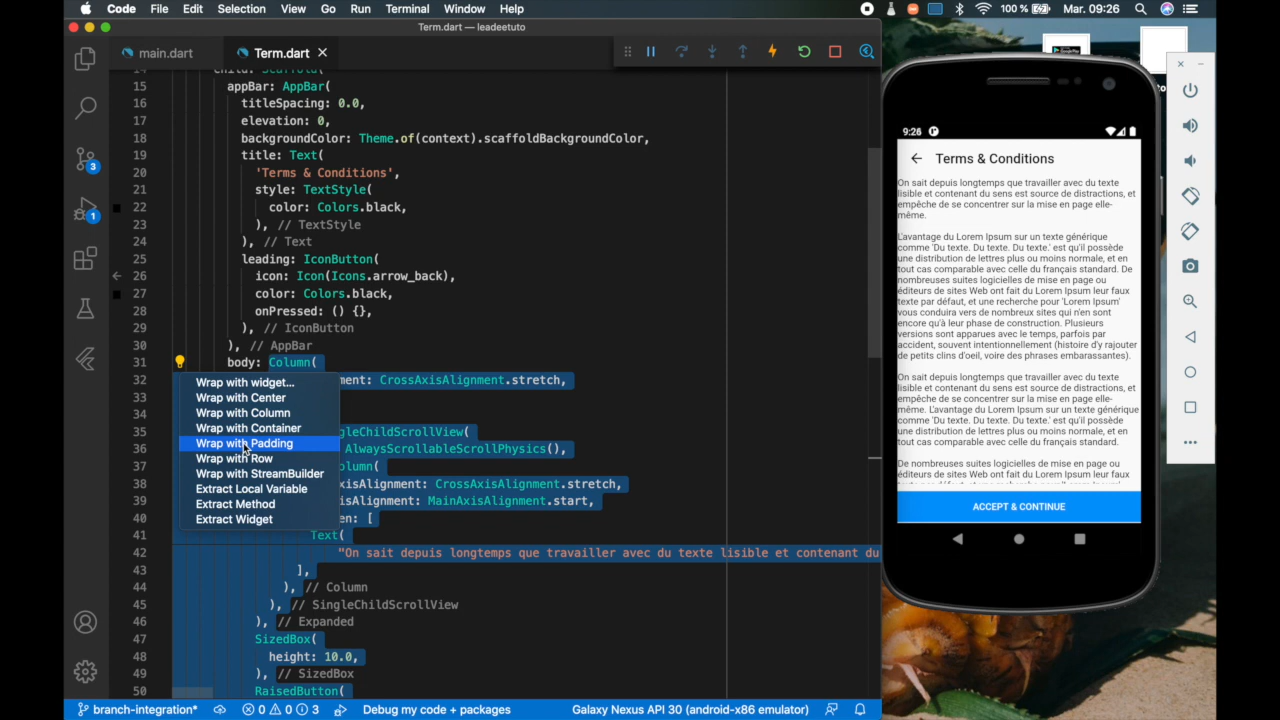 Code File Edit Selection View Go Run Terminal Window Help 100 % Mar. 09:26
Term.dart — leadeetuto
main.dart Term.dart
15 appBar: AppBar(
16 titleSpacing: 0.0,
17 elevation: 0,
18 backgroundColor: Theme.of(context).scaffoldBackgroundColor,
19 title: Text(
20 'Terms & Conditions',
21 style: TextStyle(
22 color: Colors.black,
23 ), // TextStyle
24 ), // Text
25 leading: IconButton(
26 icon: Icon(Icons.arrow_back),
27 color: Colors.black,
28 onPressed: () {},
29 ), // IconButton
30 ), // AppBar
31 body: Column(
32 ment: CrossAxisAlignment.stretch,
33
34
35 gleChildScrollView(
36 AlwaysScrollableScrollPhysics(),
37 olumn(
38 xisAlignment: CrossAxisAlignment.stretch,
39 isAlignment: MainAxisAlignment.start,
40 en: [
41 Text(
42 "On sait depuis longtemps que travailler avec du texte lisible et contenant du
43 ],
44 ), // Column
45 ), // SingleChildScrollView
46 ), // Expanded
47 SizedBox(
48 height: 10.0,
49 ), // SizedBox
50 RaisedButton(
Wrap with widget...
Wrap with Center
Wrap with Column
Wrap with Container
Wrap with Padding
Wrap with Row
Wrap with StreamBuilder
Extract Local Variable
Extract Method
Extract Widget
3
1
branch-integration* 0 0 3 Debug my code + packages Galaxy Nexus API 30 (android-x86 emulator)
9:26
Terms & Conditions
On sait depuis longtemps que travailler avec du texte
lisible et contenant du sens est source de distractions, et
empêche de se concentrer sur la mise en page elle-
même.
L'avantage du Lorem Ipsum sur un texte générique
comme 'Du texte. Du texte. Du texte.' est qu'il possède
une distribution de lettres plus ou moins normale, et en
tout cas comparable avec celle du français standard. De
nombreuses suites logicielles de mise en page ou
éditeurs de sites Web ont fait du Lorem Ipsum leur faux
texte par défaut, et une recherche pour 'Lorem Ipsum'
vous conduira vers de nombreux sites qui n'en sont
encore qu'à leur phase de construction. Plusieurs
versions sont apparues avec le temps, parfois par
accident, souvent intentionnellement (histoire d'y rajouter
de petits clins d'oeil, voire des phrases embarassantes).
On sait depuis longtemps que travailler avec du texte
lisible et contenant du sens est source de distractions, et
empêche de se concentrer sur la mise en page elle-
même. L'avantage du Lorem Ipsum sur un texte générique
comme 'Du texte. Du texte. Du texte.' est qu'il possède
une distribution de lettres plus ou moins normale, et en
tout cas comparable avec celle du français standard.
De nombreuses suites logicielles de mise en page ou
éditeurs de sites Web ont fait du Lorem Ipsum leur faux
ACCEPT & CONTINUE